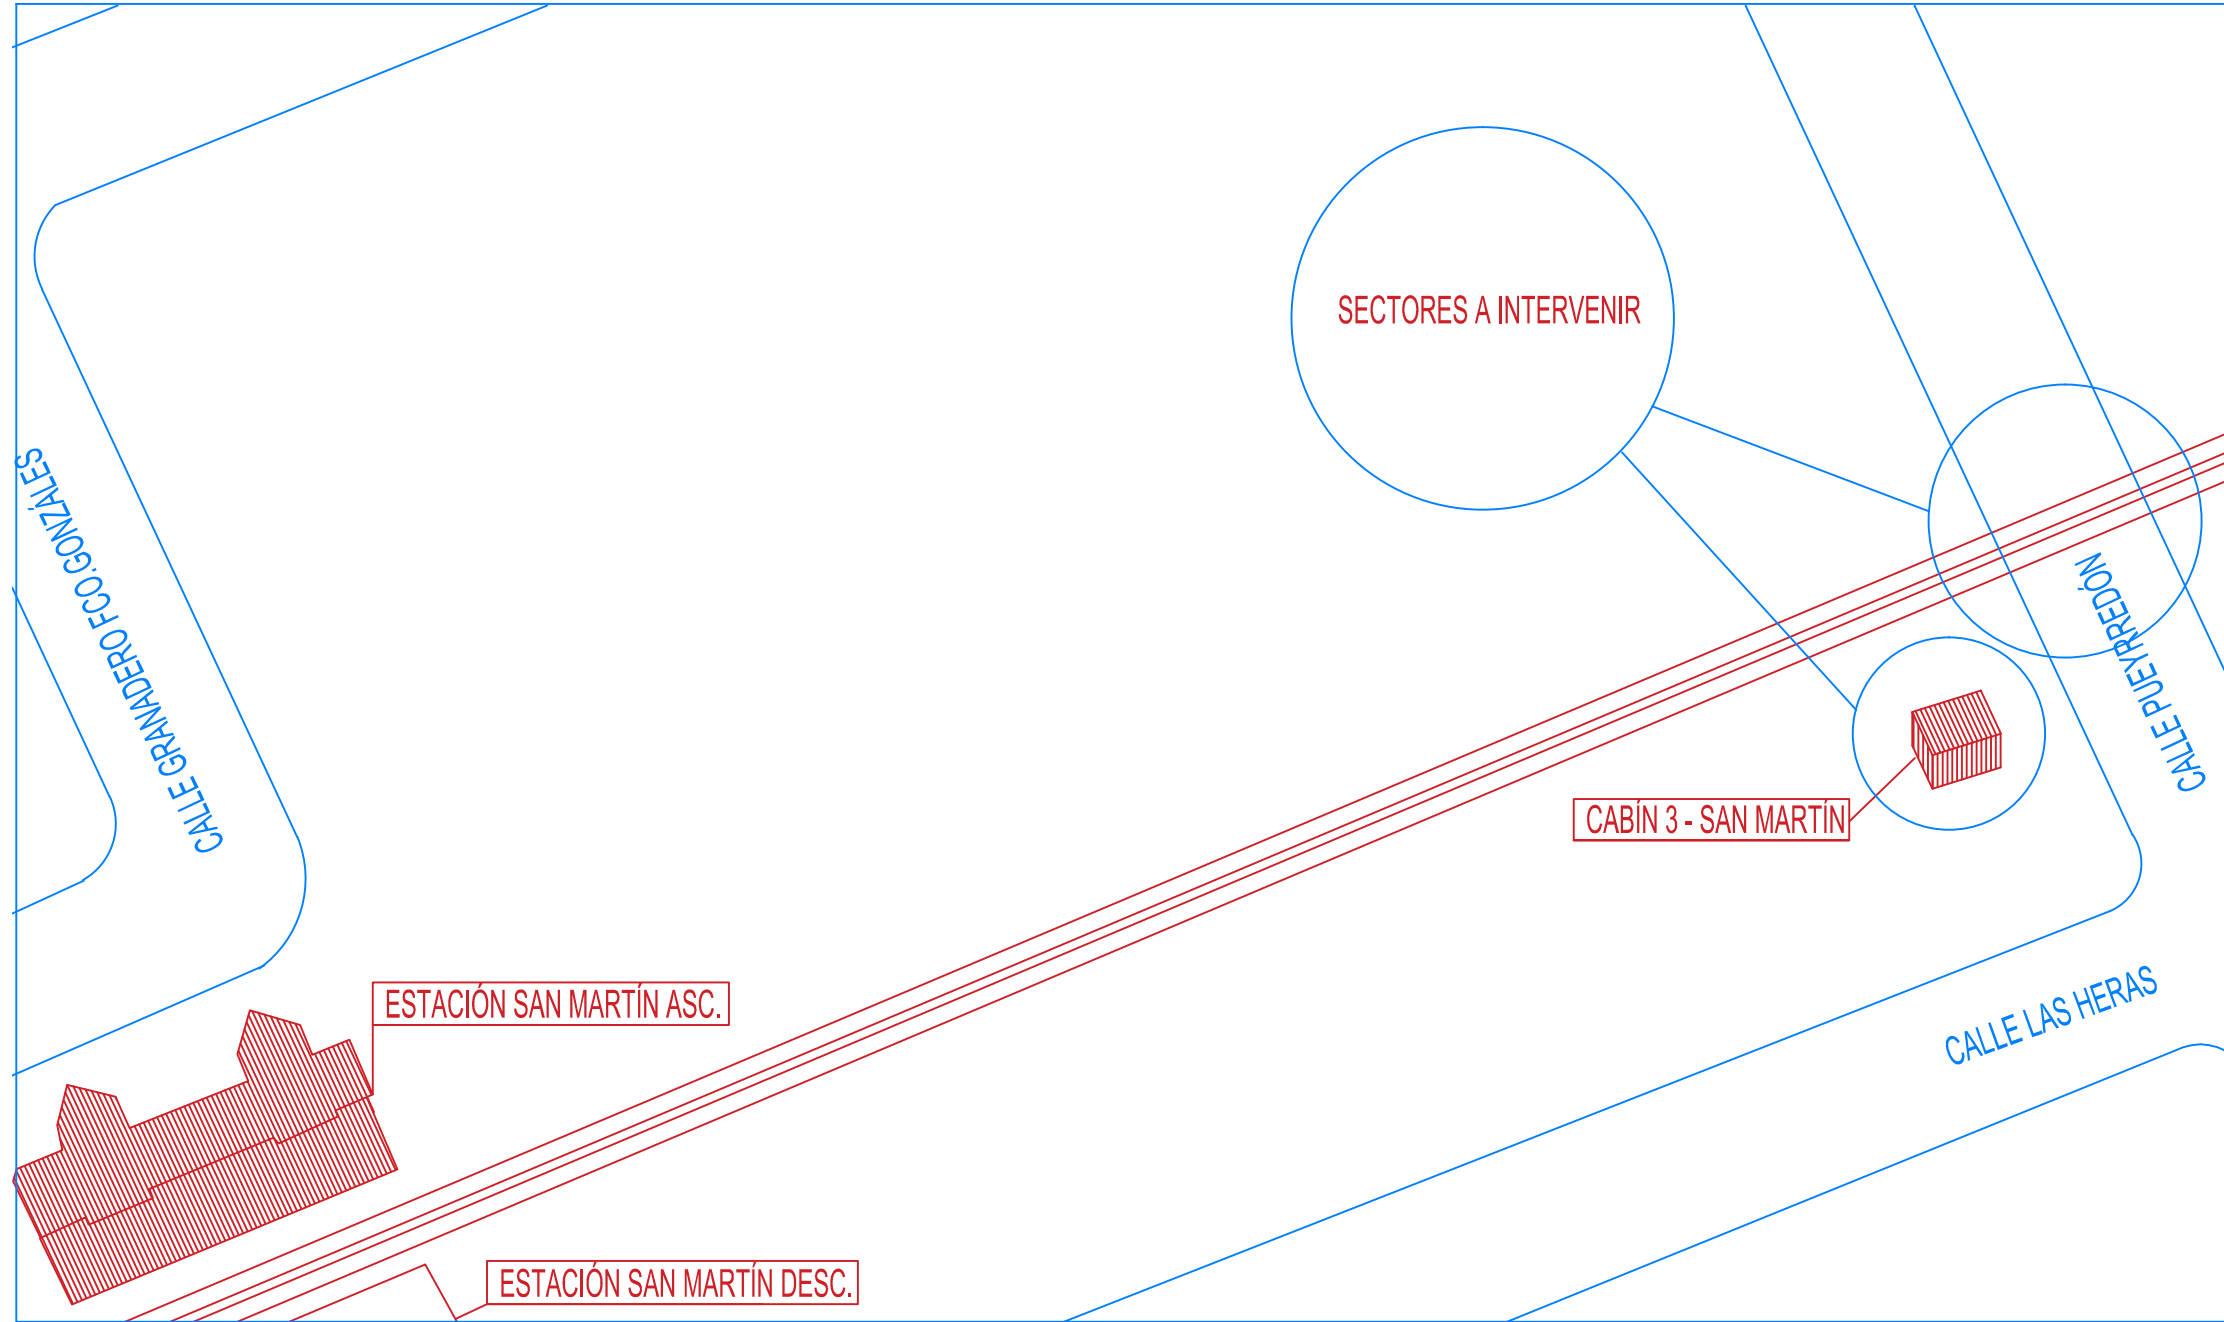 SECTORES A INTERVENIR
CALLE GRANADERO FCO.GONZÁLES
CALLE PUEYRREDÓN
CABÍN 3 - SAN MARTÍN
ESTACIÓN SAN MARTÍN ASC.
CALLE LAS HERAS
ESTACIÓN SAN MARTÍN DESC.